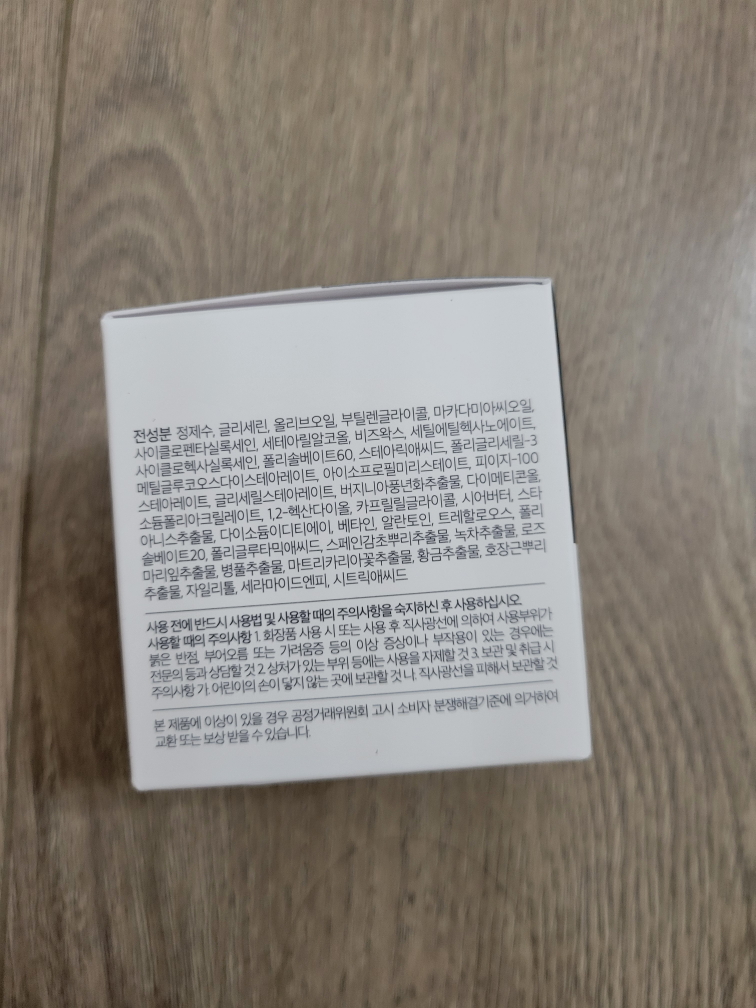 전성분 정제수, 글리세린, 올리브오일, 부틸렌글라이콜, 마카다미아씨오일,
사이클로펜타실록세인, 세테아릴알코올, 비즈왁스, 세틸에틸헥사노에이트,
사이클로헥사실록세인, 폴리솔베이트60, 스테아릭애씨드, 폴리글리세릴-3
메틸글루코오스다이스테아레이트, 아이소프로필미리스테이트, 피이지-100
스테아레이트, 글리세릴스테아레이트, 버지니아풍년화추출물, 다이메티콘올,
소듐폴리아크릴레이트, 1,2-헥산다이올, 카프릴릴글라이콜, 시어버터, 스타
아니스추출물, 다이소듐이디티에이, 베타인, 알란토인, 트레할로오스, 폴리
솔베이트20, 폴리글루타믹애씨드, 스페인감초뿌리추출물, 녹차추출물, 로즈
마리잎추출물, 병풀추출물, 마트리카리아꽃추출물, 황금추출물, 호장근뿌리
추출물, 자일리톨, 세라마이드엔피, 시트릭애씨드
사용 전에 반드시 사용법 및 사용할 때의 주의사항을 숙지하신 후 사용하십시오.
사용할 때의 주의사항 1. 화장품 사용 시 또는 사용 후 직사광선에 의하여 사용부위가
붉은 반점, 부어오름 또는 가려움증 등의 이상 증상이나 부작용이 있는 경우에는
전문의 등과 상담할 것 2. 상처가 있는 부위 등에는 사용을 자제할 것 3. 보관 및 취급 시
주의사항 가. 어린이의 손이 닿지 않는 곳에 보관할 것 나. 직사광선을 피해서 보관할 것
본 제품에 이상이 있을 경우 공정거래위원회 고시 소비자 분쟁해결기준에 의거하여
교환 또는 보상 받을 수 있습니다.